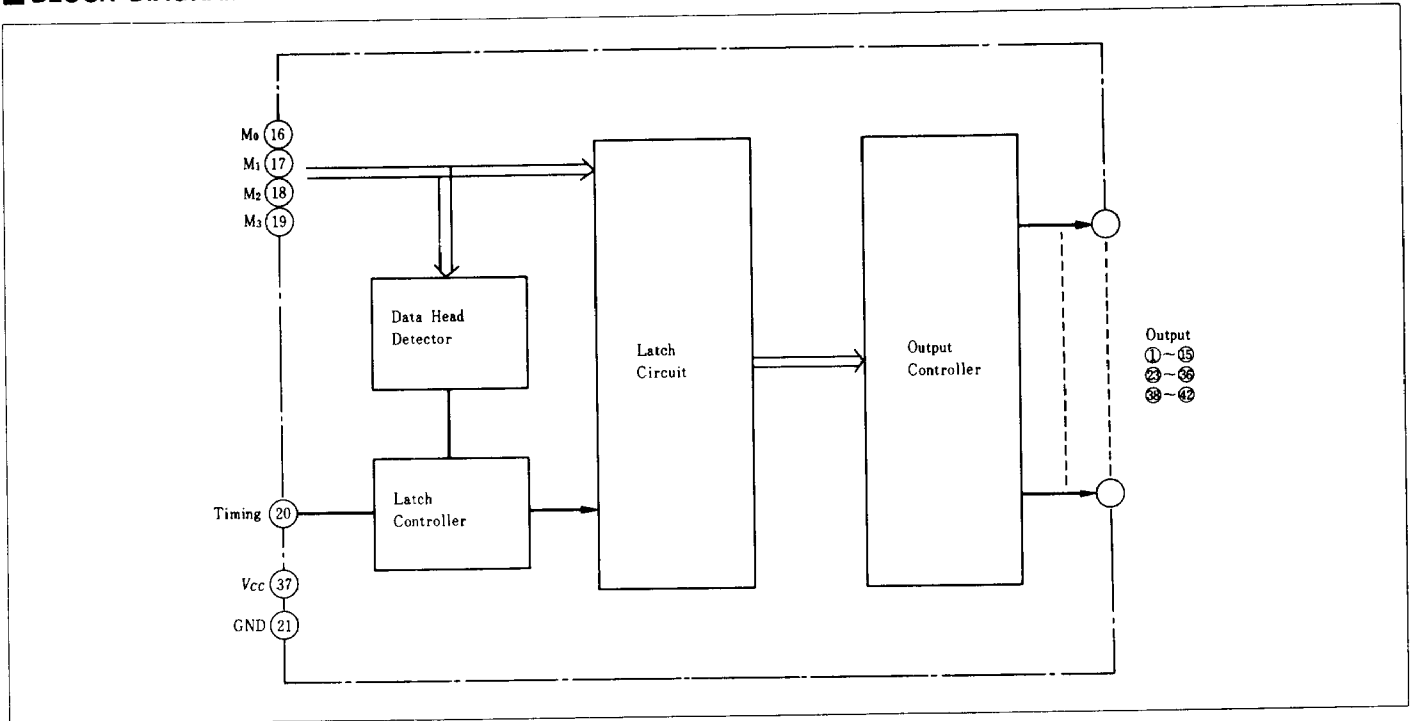 M0 16
M1 17
M2 18
M3 19
Data Head
Detector
Latch
Circuit
Output
Controller
Output
①~⑮
㉓~㊱
㊳~㊷
Timing 20
Latch
Controller
Vcc 37
GND 21